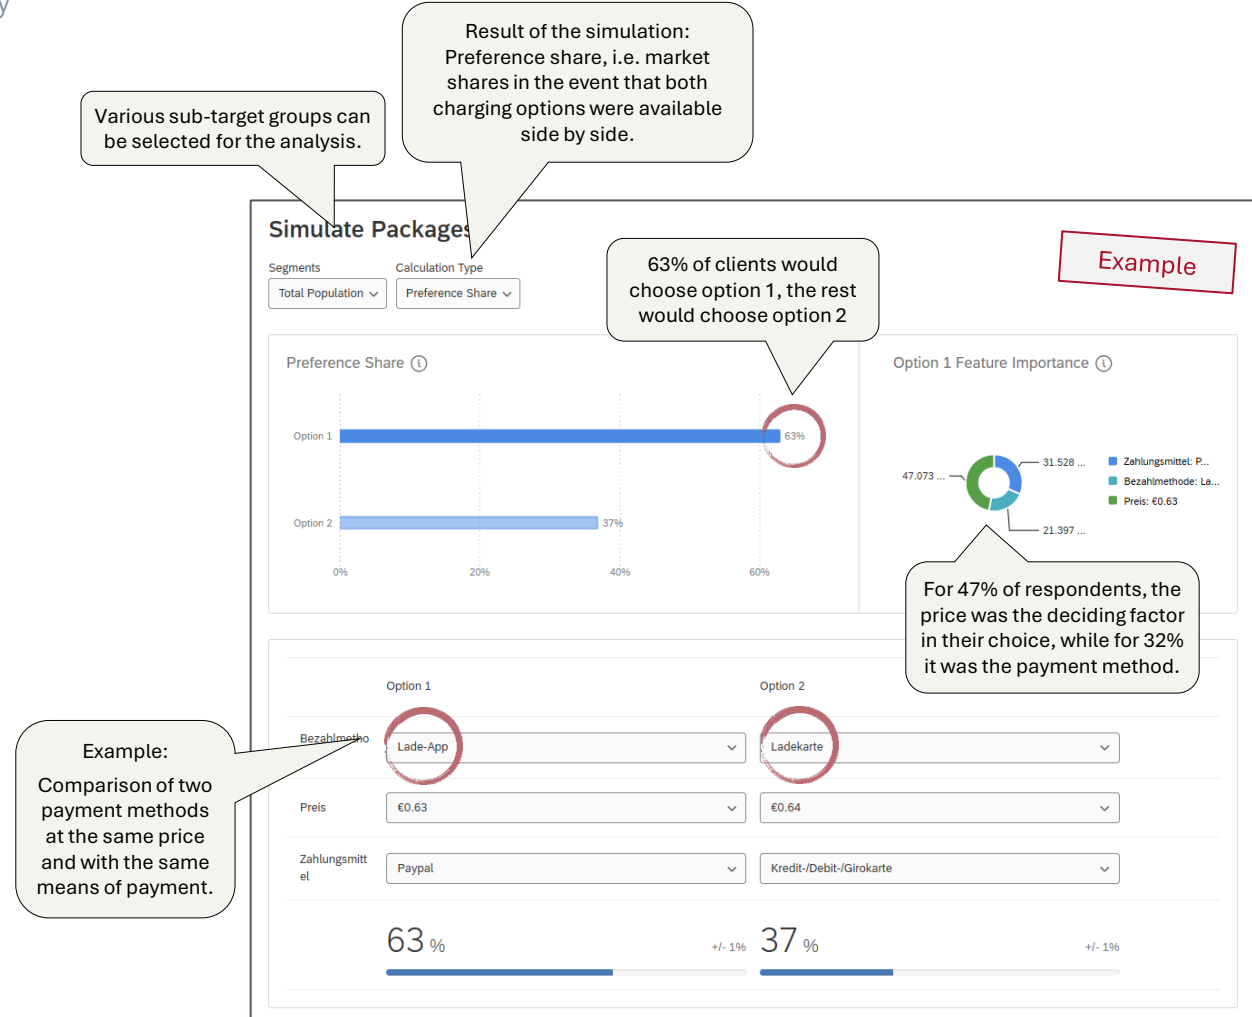 y
Result of the simulation:
Preference share, i.e. market
shares in the event that both
charging options were available
side by side.
Various sub-target groups can
be selected for the analysis.
Simulate Packages
Segments
Calculation Type
Total Population
Preference Share
63% of clients would
choose option 1, the rest
would choose option 2
Example
Preference Share
Option 1 Feature Importance
Option 1
63%
Option 2
37%
0%
20%
40%
60%
47.073 ...
31.528 ...
21.397 ...
Zahlungsmittel: P...
Bezahlmethode: La...
Preis: €0.63
For 47% of respondents, the
price was the deciding factor
in their choice, while for 32%
it was the payment method.
Option 1
Option 2
Bezahlmetho
Lade-App
Ladekarte
Example:
Comparison of two
payment methods
at the same price
and with the same
means of payment.
Preis
€0.63
€0.64
Zahlungsmitt
el
Paypal
Kredit-/Debit-/Girokarte
63 %
+/- 1%
37 %
+/- 1%